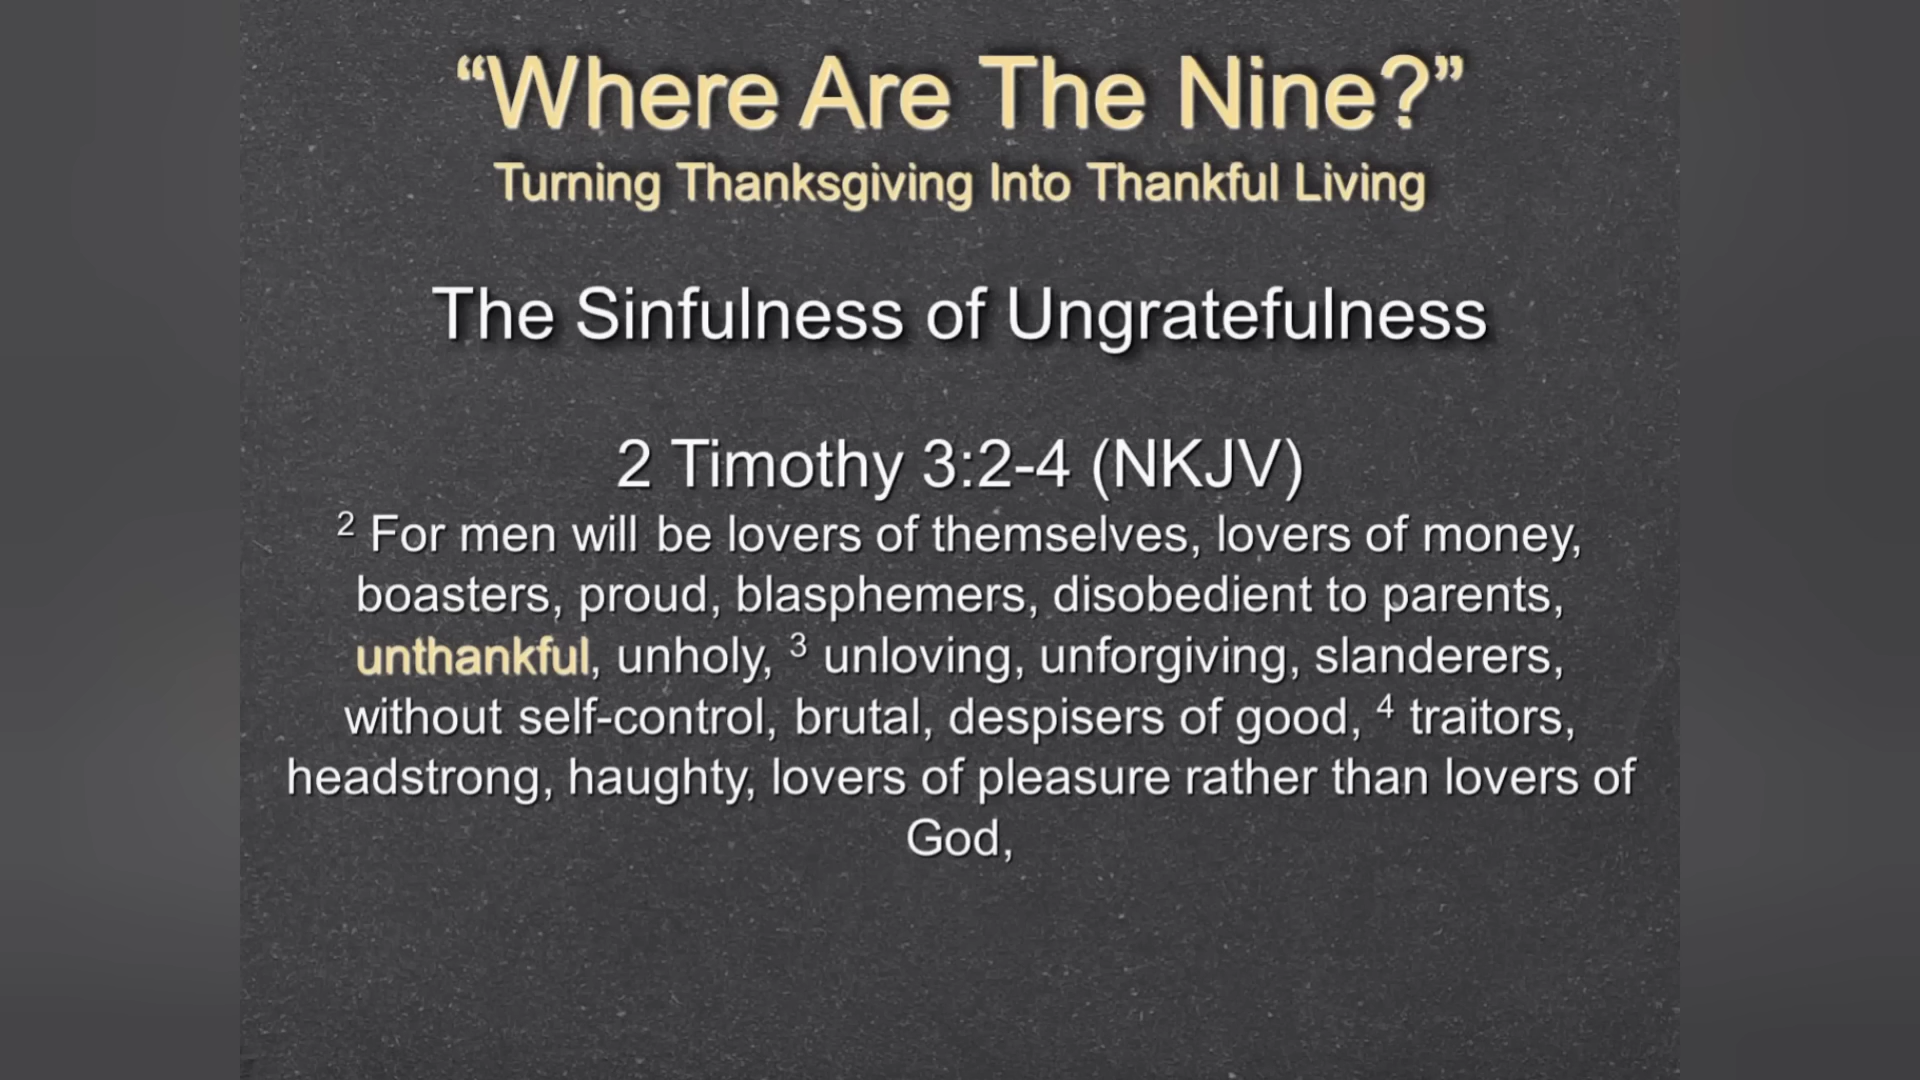 “Where Are The Nine?”
Turning Thanksgiving Into Thankful Living
The Sinfulness of Ungratefulness
2 Timothy 3:2-4 (NKJV)
2 For men will be lovers of themselves, lovers of money,
boasters, proud, blasphemers, disobedient to parents,
unthankful, unholy, 3 unloving, unforgiving, slanderers,
without self-control, brutal, despisers of good, 4 traitors,
headstrong, haughty, lovers of pleasure rather than lovers of
God,